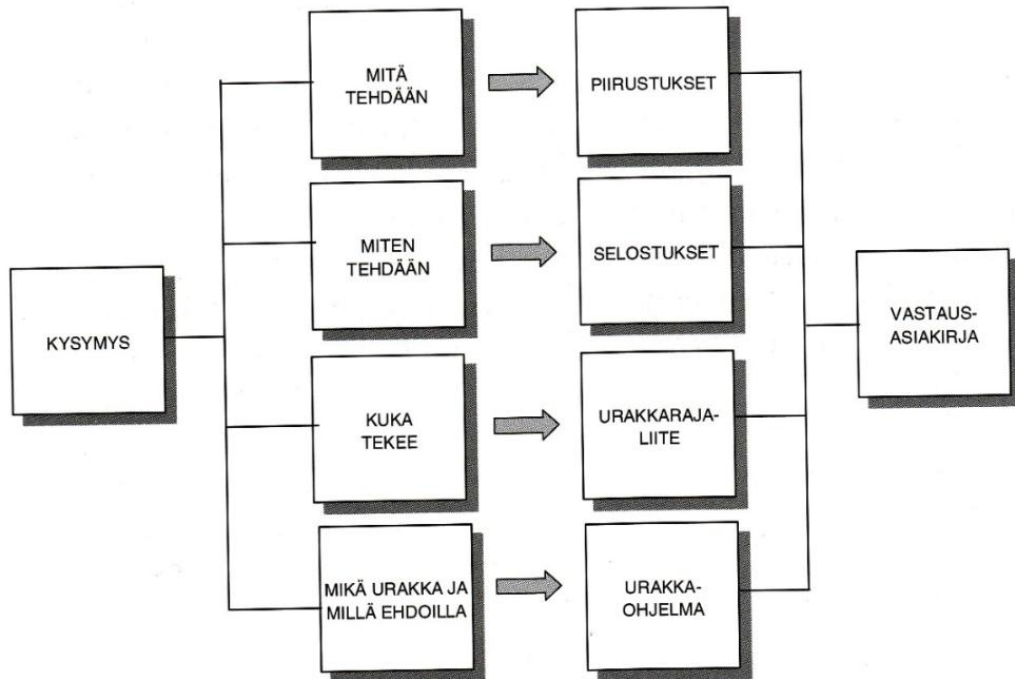 MITÄ
TEHDÄÄN
PIIRUSTUKSET
MITEN
TEHDÄÄN
SELOSTUKSET
KYSYMYS
VASTAUS-
ASIAKIRJA
KUKA
TEKEE
URAKKARAJA-
LIITE
MIKÄ URAKKA JA
MILLÄ EHDOILLA
URAKKA-
OHJELMA